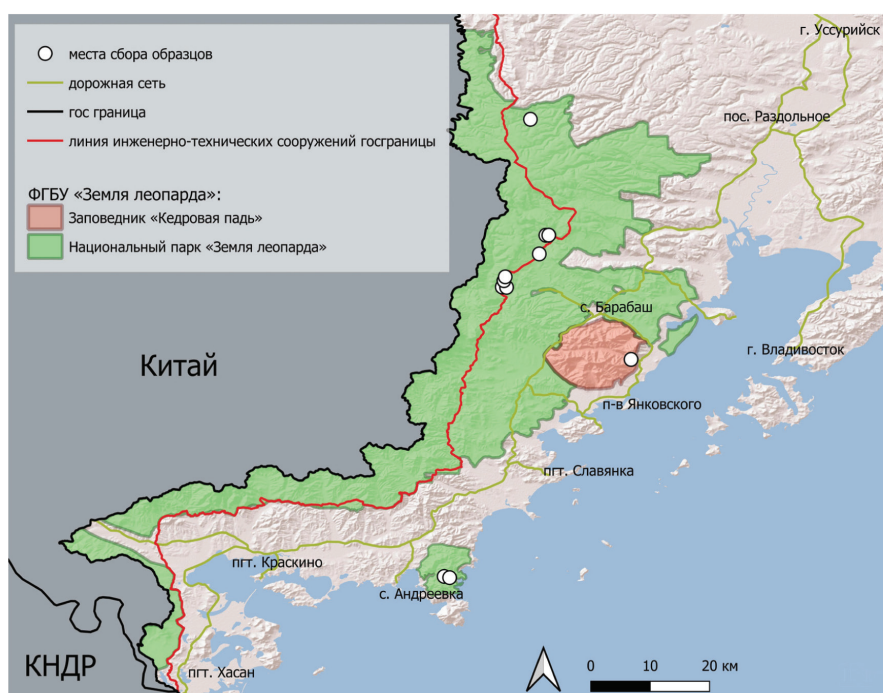 места сбора образцов
дорожная сеть
гос граница
линия инженерно-технических сооружений госграницы
ФГБУ «Земля леопарда»:
Заповедник «Кедровая падь»
Национальный парк «Земля леопарда»
г. Уссурийск
пос. Раздольное
с. Барабаш
г. Владивосток
Китай
п-в Янковского
пгт. Славянка
пгт. Краскино
с. Андреевка
КНДР
пгт. Хасан
0 10 20 км